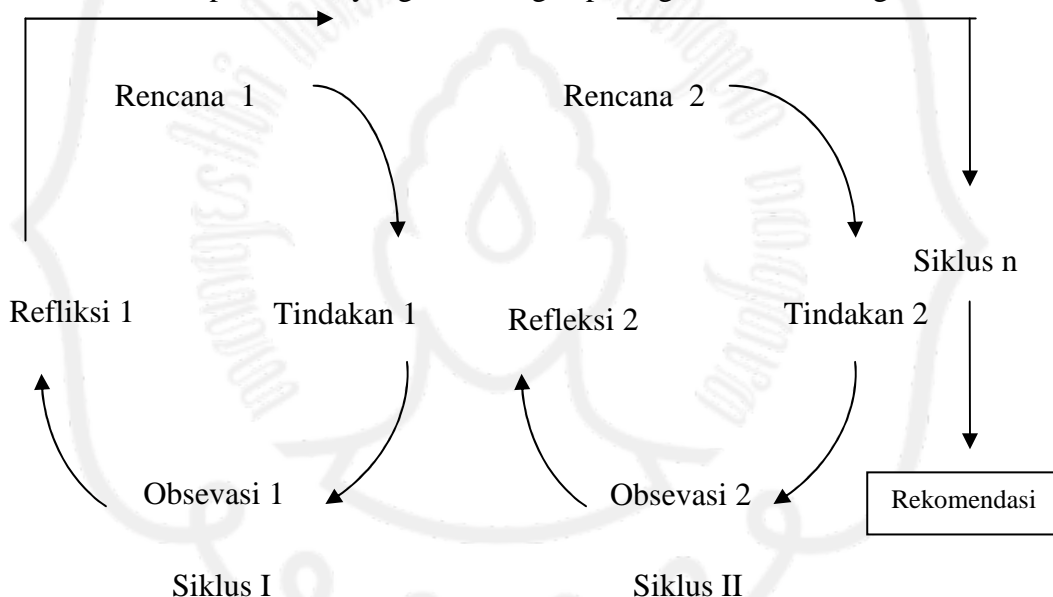 Rencana 1
Rencana 2
Siklus n
Refliksi 1
Tindakan 1
Refleksi 2
Tindakan 2
Obsevasi 1
Obsevasi 2
Rekomendasi
Siklus I
Siklus II